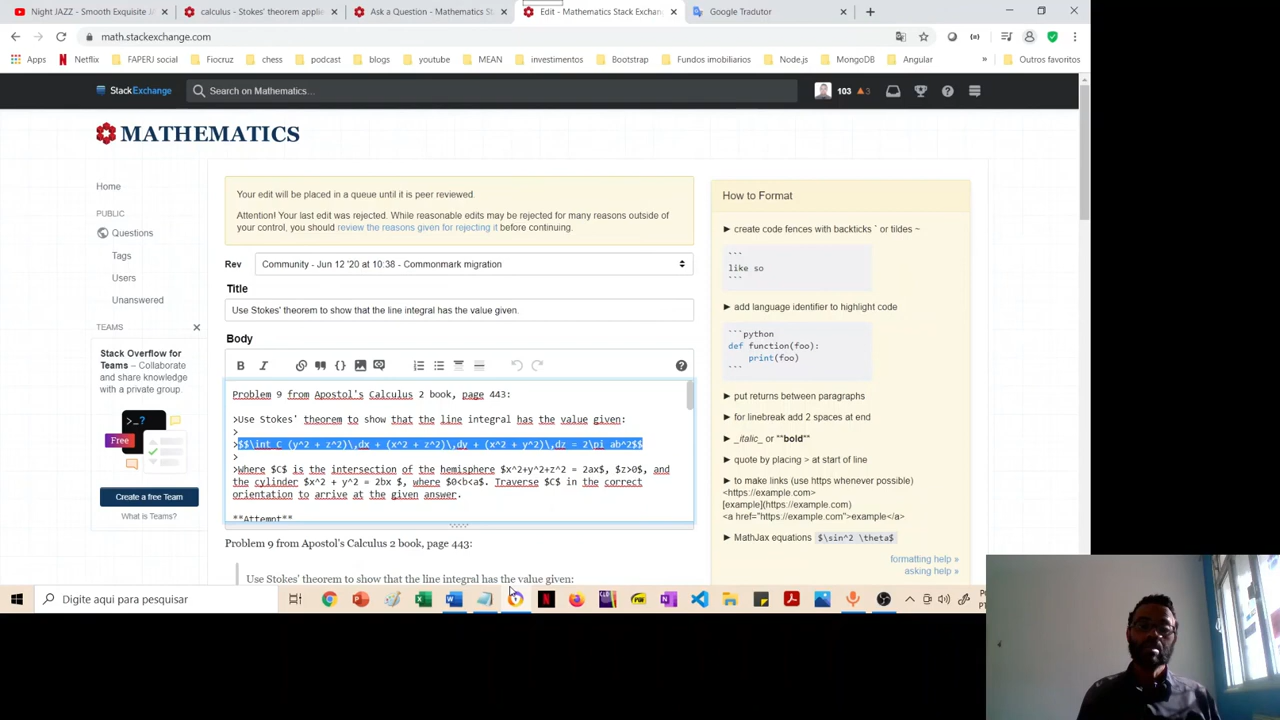 Night JAZZ - Smooth Exquisite JA
calculus - Stokes' theorem applie
Ask a Question - Mathematics St
Edit - Mathematics Stack Exchan
Google Tradutor
math.stackexchange.com
Apps
Netflix
FAPERJ social
Fiocruz
chess
podcast
blogs
youtube
MEAN
investimentos
Bootstrap
Fundos imobiliarios
Node.js
MongoDB
Angular
»
Outros favoritos
StackExchange
Search on Mathematics...
103
3
MATHEMATICS
Home
PUBLIC
Questions
Tags
Users
Unanswered
TEAMS
Stack Overflow for
Teams – Collaborate
and share knowledge
with a private group.
>_?
Free
Create a free Team
What is Teams?
Your edit will be placed in a queue until it is peer reviewed.
Attention! Your last edit was rejected. While reasonable edits may be rejected for many reasons outside of
your control, you should review the reasons given for rejecting it before continuing.
Rev
Community - Jun 12 '20 at 10:38 - Commonmark migration
Title
Use Stokes' theorem to show that the line integral has the value given.
Body
B I
Problem 9 from Apostol's Calculus 2 book, page 443:
>Use Stokes' theorem to show that the line integral has the value given:
>
>$$\int_C (y^2 + z^2)\,dx + (x^2 + z^2)\,dy + (x^2 + y^2)\,dz = 2\pi ab^2$$
>
>Where $C$ is the intersection of the hemisphere $x^2+y^2+z^2 = 2ax$, $z>0$, and
the cylinder $x^2 + y^2 = 2bx $, where $0<b<a$. Traverse $C$ in the correct
orientation to arrive at the given answer.
**Attempt**
Problem 9 from Apostol's Calculus 2 book, page 443:
Use Stokes' theorem to show that the line integral has the value given:
How to Format
► create code fences with backticks ` or tildes ~
```
like so
```
► add language identifier to highlight code
```python
def function(foo):
print(foo)
```
► put returns between paragraphs
► for linebreak add 2 spaces at end
► _italic_ or **bold**
► quote by placing > at start of line
► to make links (use https whenever possible)
<https://example.com>
[example](https://example.com)
<a href="https://example.com">example</a>
► MathJax equations $\sin^2 \theta$
formatting help »
asking help »
Digite aqui para pesquisar